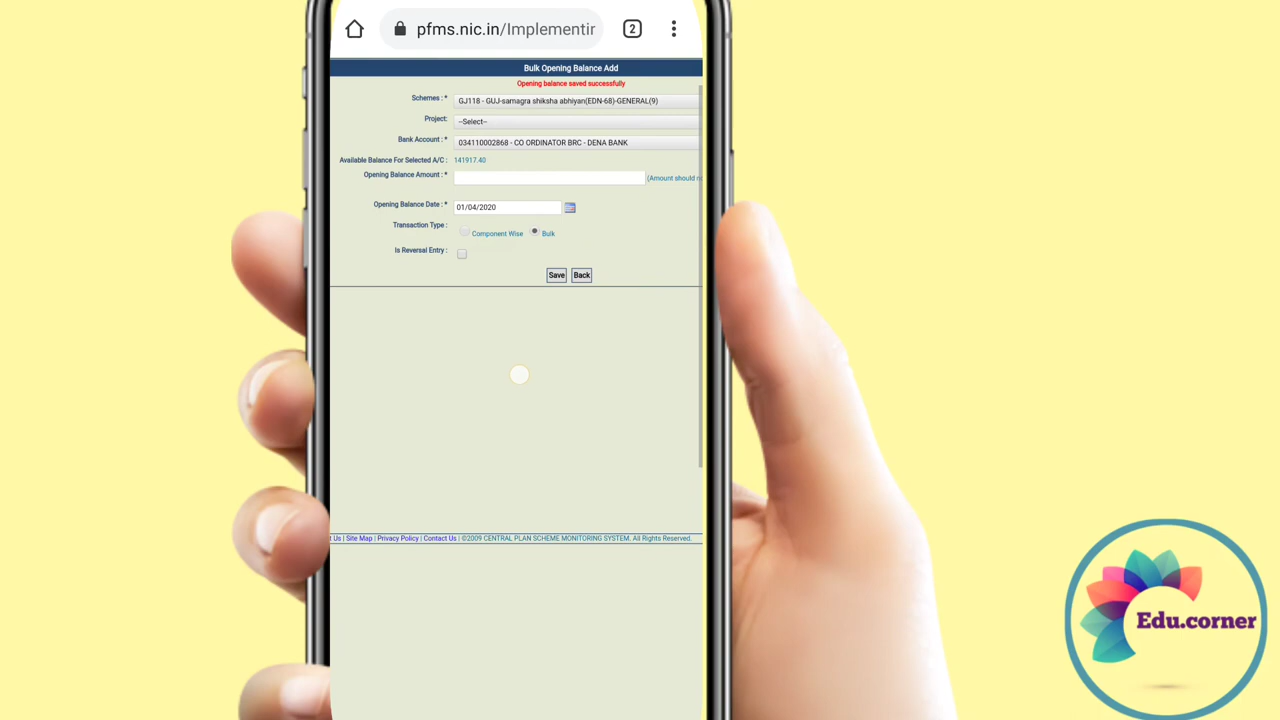 pfms.nic.in/Implementir
2
Bulk Opening Balance Add
Opening balance saved successfully
Schemes : * GJ118 - GUJ-samagra shiksha abhiyan(EDN-68)-GENERAL(9)
Project: --Select--
Bank Account : * 034110002868 - CO ORDINATOR BRC - DENA BANK
Available Balance For Selected A/C : 141917.40
Opening Balance Amount : * (Amount should
Opening Balance Date : * 01/04/2020
Transaction Type : Component Wise Bulk
Is Reversal Entry :
Save Back
t Us | Site Map | Privacy Policy | Contact Us | ©2009 CENTRAL PLAN SCHEME MONITORING SYSTEM. All Rights Reserved.
Edu.corner